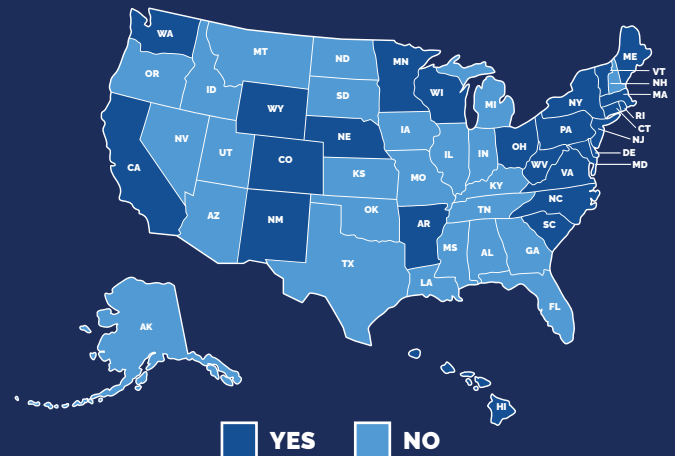 WA
ME
MT
ND
MN
VT
OR
NH
ID
WI
MA
SD
WY
MI
NY
RI
CT
IA
PA
NE
NJ
NV
OH
IL
IN
DE
UT
CO
WV
MD
CA
VA
KS
MO
KY
NC
TN
OK
AZ
NM
AR
SC
MS
AL
GA
TX
LA
FL
AK
HI
YES
NO